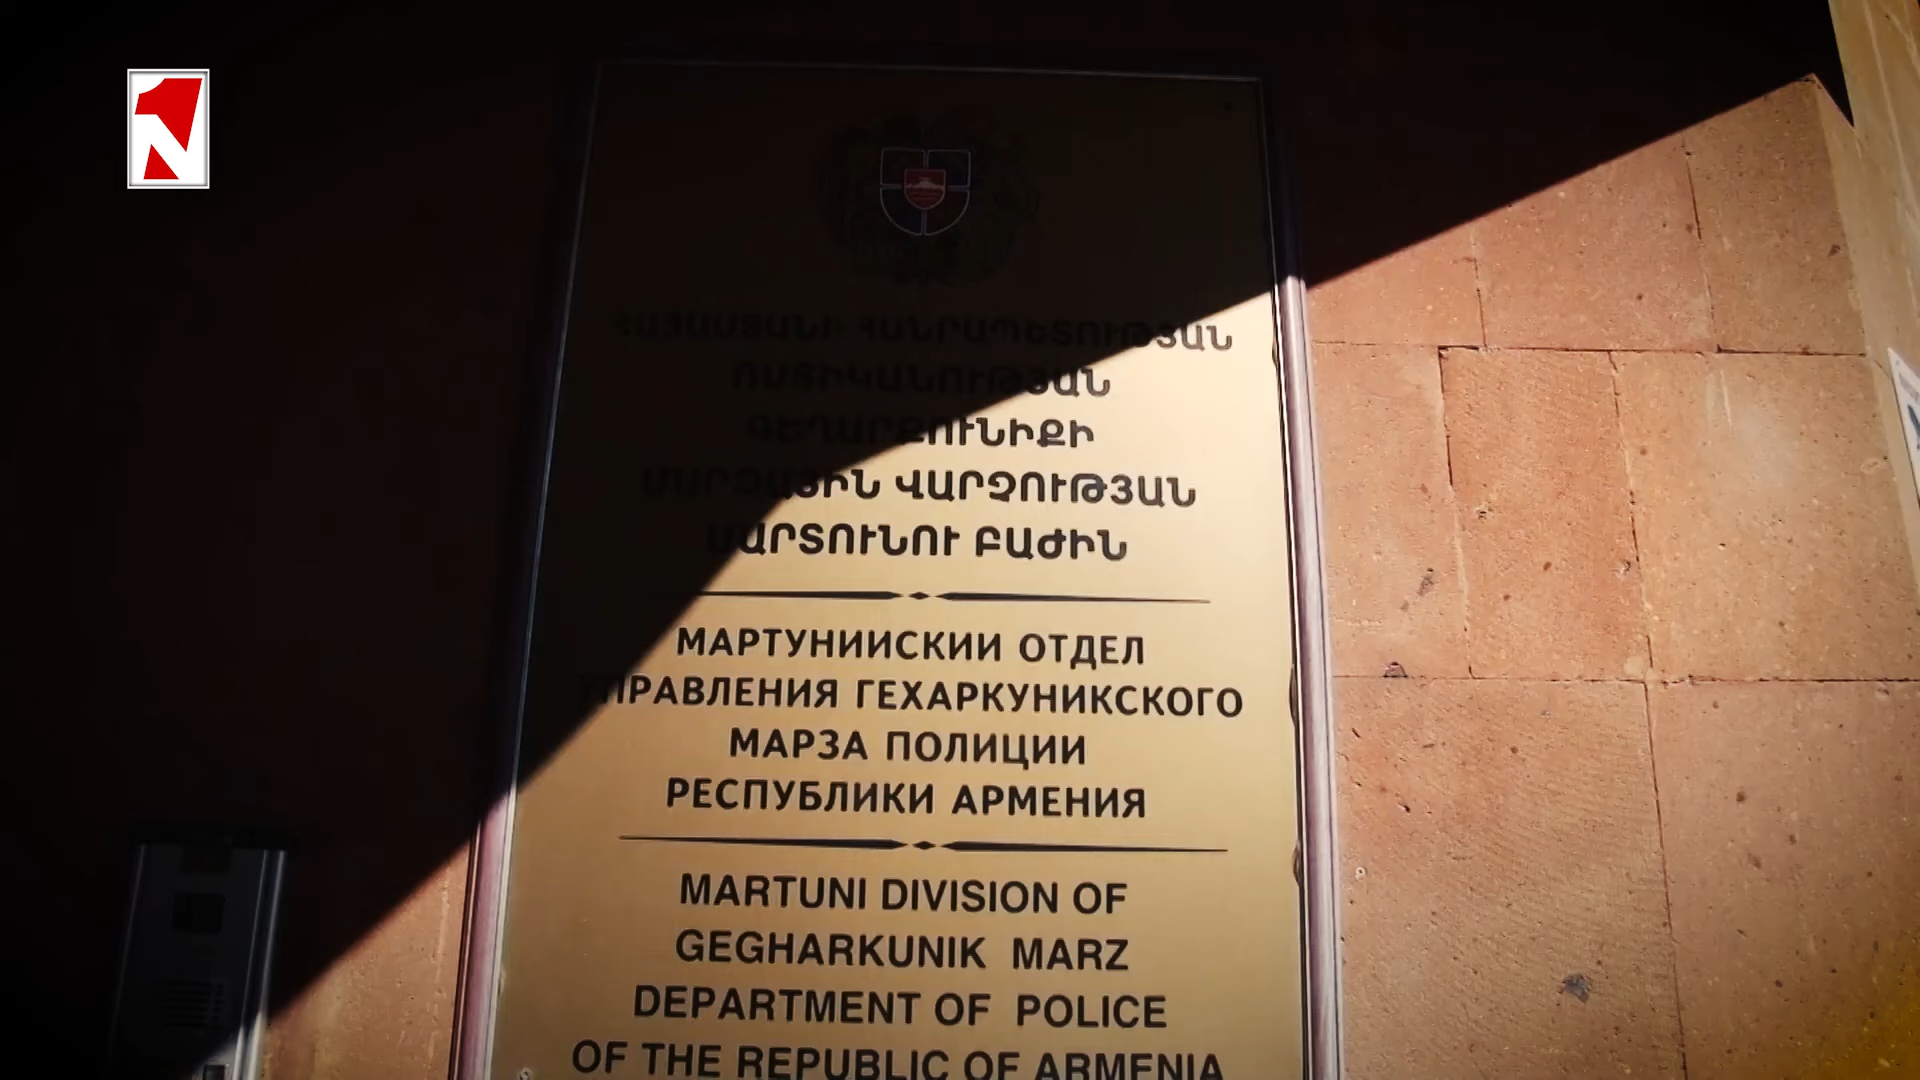 1N
ՀԱՅԱՍՏԱՆԻ ՀԱՆՐԱՊԵՏՈՒԹՅԱՆ
ՈՍՏԻԿԱՆՈՒԹՅԱՆ
ԳԵՂԱՐՔՈՒՆԻՔԻ
ՄԱՐԶԱՅԻՆ ՎԱՐՉՈՒԹՅԱՆ
ՄԱՐՏՈՒՆՈՒ ԲԱԺԻՆ
МАРТУНИИСКИИ ОТДЕЛ
УПРАВЛЕНИЯ ГЕХАРКУНИКСКОГО
МАРЗА ПОЛИЦИИ
РЕСПУБЛИКИ АРМЕНИЯ
MARTUNI DIVISION OF
GEGHARKUNIK MARZ
DEPARTMENT OF POLICE
OF THE REPUBLIC OF ARMENIA